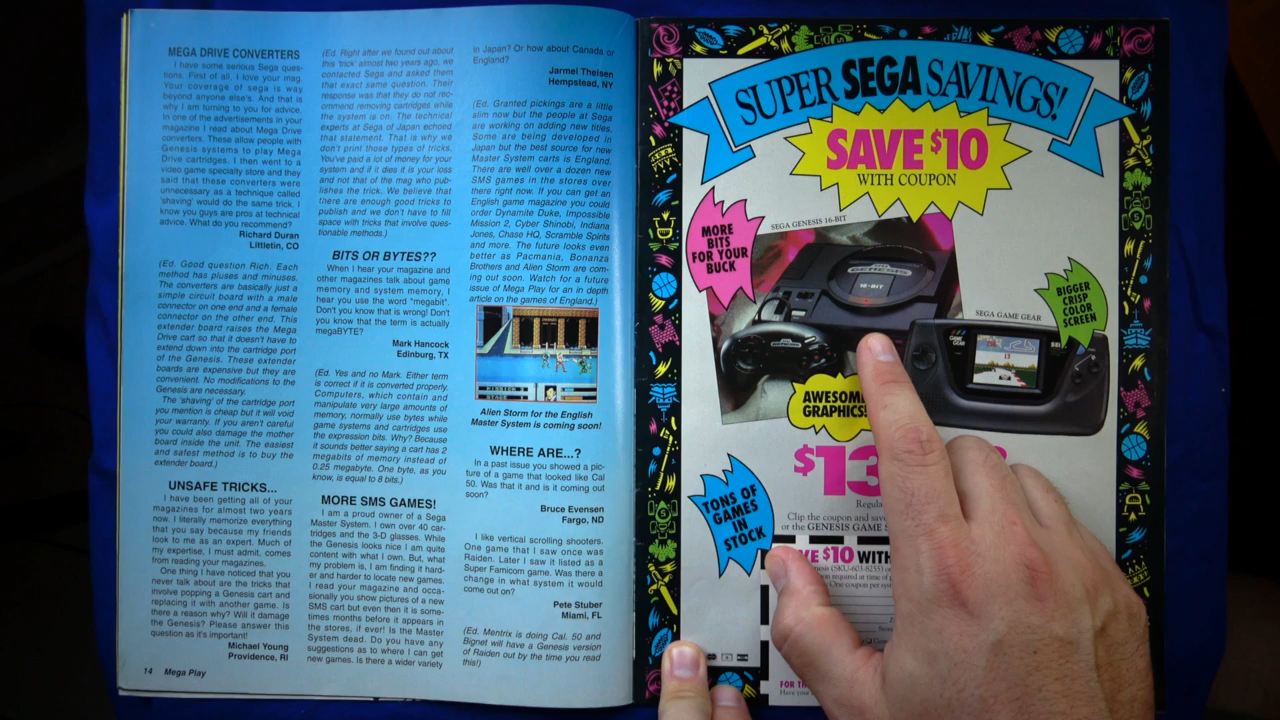 MEGA DRIVE CONVERTERS
I have some serious Sega ques-
tions. First of all, I love your mag.
Your coverage of sega is way
beyond anyone else's. And that is
why I am turning to you for advice.
In one of the advertisements in your
magazine I read about Mega Drive
converters. These allow people with
Genesis systems to play Mega
Drive cartridges. I then went to a
video game specialty store and they
said that these converters were
unnecessary as a technique called
'shaving' would do the same trick. I
know you guys are pros at technical
advice. What do you recommend?
Richard Duran
Littletin, CO
(Ed. Good question Rich. Each
method has pluses and minuses.
The converters are basically just a
simple circuit board with a male
connector on one end and a female
connector on the other end. This
extender board raises the Mega
Drive cart so that it doesn't have to
extend down into the cartridge port
of the Genesis. These extender
boards are expensive but they are
convenient. No modifications to the
Genesis are necessary.
The 'shaving' of the cartridge port
you mention is cheap but it will void
your warranty. If you aren't careful
you could also damage the mother
board inside the unit. The easiest
and safest method is to buy the
extender board.)
UNSAFE TRICKS...
I have been getting all of your
magazines for almost two years
now. I literally memorize everything
that you say because my friends
look to me as an expert. Much of
my expertise, I must admit, comes
from reading your magazines.
One thing I have noticed that you
never talk about are the tricks that
involve popping a Genesis cart and
replacing it with another game. Is
there a reason why? Will it damage
the Genesis? Please answer this
question as it's important!
Michael Young
Providence, RI
14 Mega Play
(Ed. Right after we found out about
this 'trick' almost two years ago, we
contacted Sega and asked them
that exact same question. Their
response was that they do not rec-
ommend removing cartridges while
the system is on. The technical
experts at Sega of Japan echoed
that statement. That is why we
don't print those types of tricks.
You've paid a lot of money for your
system and if it dies it is your loss
and not that of the mag who pub-
lishes the trick. We believe that
there are enough good tricks to
publish and we don't have to fill
space with tricks that involve ques-
tionable methods.)
BITS OR BYTES??
When I hear your magazine and
other magazines talk about game
memory and system memory, I
hear you use the word "megabit".
Don't you know that is wrong! Don't
you know that the term is actually
megaBYTE?
Mark Hancock
Edinburg, TX
(Ed. Yes and no Mark. Either term
is correct if it is converted properly.
Computers, which contain and
manipulate very large amounts of
memory, normally use bytes while
game systems and cartridges use
the expression bits. Why? Because
it sounds better saying a cart has 2
megabits of memory instead of
0.25 megabyte. One byte, as you
know, is equal to 8 bits.)
MORE SMS GAMES!
I am a proud owner of a Sega
Master System. I own over 40 car-
tridges and the 3-D glasses. While
the Genesis looks nice I am quite
content with what I own. But, what
my problem is, I am finding it hard-
er and harder to locate new games.
I read your magazine and occa-
sionally you show pictures of a new
SMS cart but even then it is some-
times months before it appears in
the stores, if ever! Is the Master
System dead. Do you have any
suggestions as to where I can get
new games. Is there a wider variety
in Japan? Or how about Canada or
England?
Jarmel Theisen
Hempstead, NY
(Ed. Granted pickings are a little
slim now but the people at Sega
are working on adding new titles.
Some are being developed in
Japan but the best source for new
Master System carts is England.
There are well over a dozen new
SMS games in the stores over
there right now. If you can get an
English game magazine you could
order Dynamite Duke, Impossible
Mission 2, Cyber Shinobi, Indiana
Jones, Chase HQ, Scramble Spirits
and more. The future looks even
better as Pacmania, Bonanza
Brothers and Alien Storm are com-
ing out soon. Watch for a future
issue of Mega Play for an in depth
article on the games of England.)
Alien Storm for the English
Master System is coming soon!
WHERE ARE...?
In a past issue you showed a pic-
ture of a game that looked like Cal
50. Was that it and is it coming out
soon?
Bruce Evensen
Fargo, ND
I like vertical scrolling shooters.
One game that I saw once was
Raiden. Later I saw it listed as a
Super Famicom game. Was there a
change in what system it would
come out on?
Pete Stuber
Miami, FL
(Ed. Mentrix is doing Cal. 50 and
Bignet will have a Genesis version
of Raiden out by the time you read
this!)
SUPER SEGA SAVINGS!
SAVE $10
WITH COUPON
MORE
BITS
FOR YOUR
BUCK
SEGA GENESIS 16-BIT
GENESIS
16-BIT
SEGA GAME GEAR
GAME
GEAR
BIGGER
CRISP
COLOR
SCREEN
AWESOME
GRAPHICS!
$13
TONS OF
GAMES
IN
STOCK
Clip the coupon and save
or the GENESIS GAME
$10 WITH